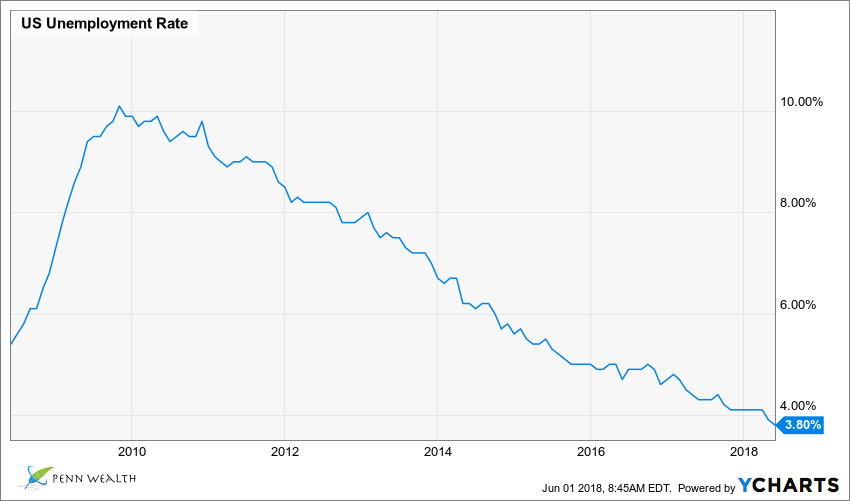 US Unemployment Rate
10.00%
8.00%
6.00%
4.00%
3.80%
2010 2012 2014 2016 2018
PENN WEALTH
Jun 01 2018, 8:45AM EDT. Powered by YCHARTS